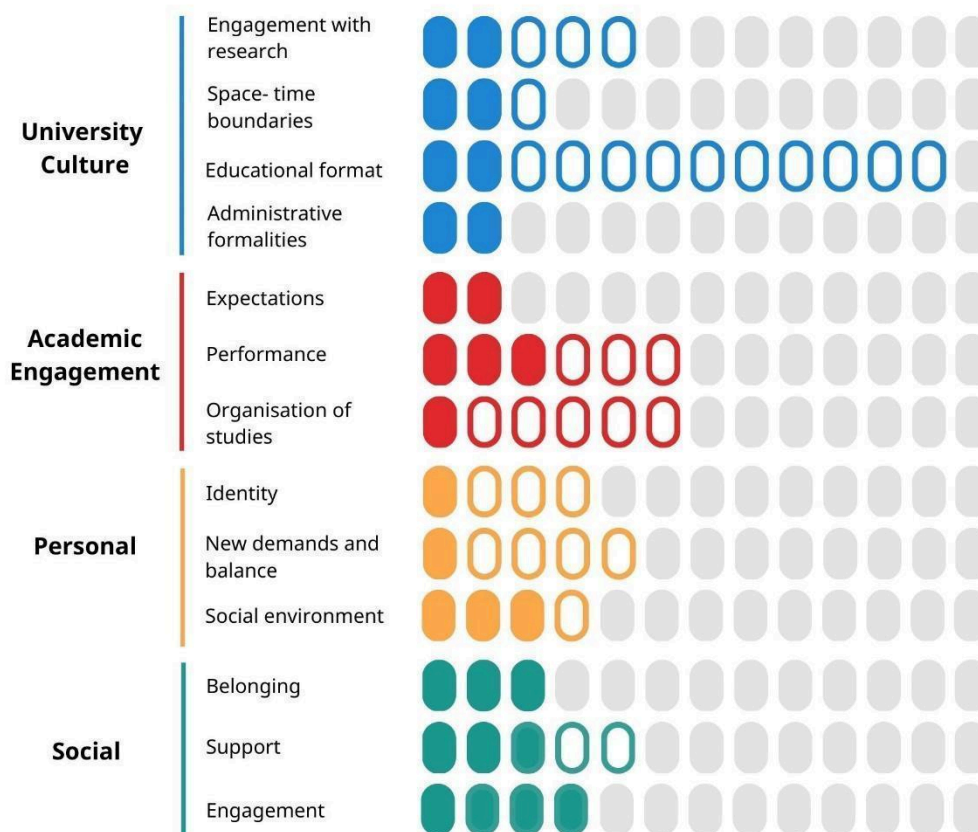 University
Culture
Engagement with
research
Space- time
boundaries
Educational format
Administrative
formalities
Academic
Engagement
Expectations
Performance
Organisation of
studies
Personal
Identity
New demands and
balance
Social environment
Social
Belonging
Support
Engagement